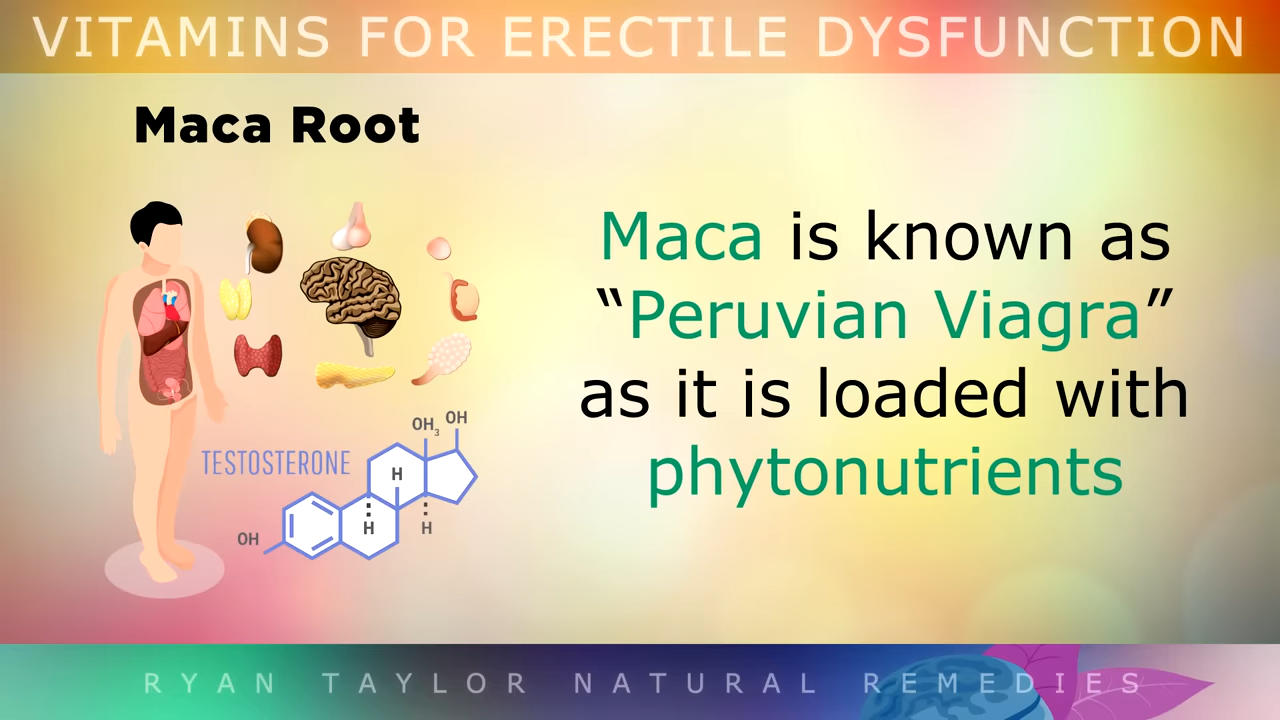 VITAMINS FOR ERECTILE DYSFUNCTION
Maca Root
Maca is known as
“Peruvian Viagra”
as it is loaded with
phytonutrients
TESTOSTERONE
OH₃
OH
H
H
H
OH
RYAN TAYLOR NATURAL REMEDIES